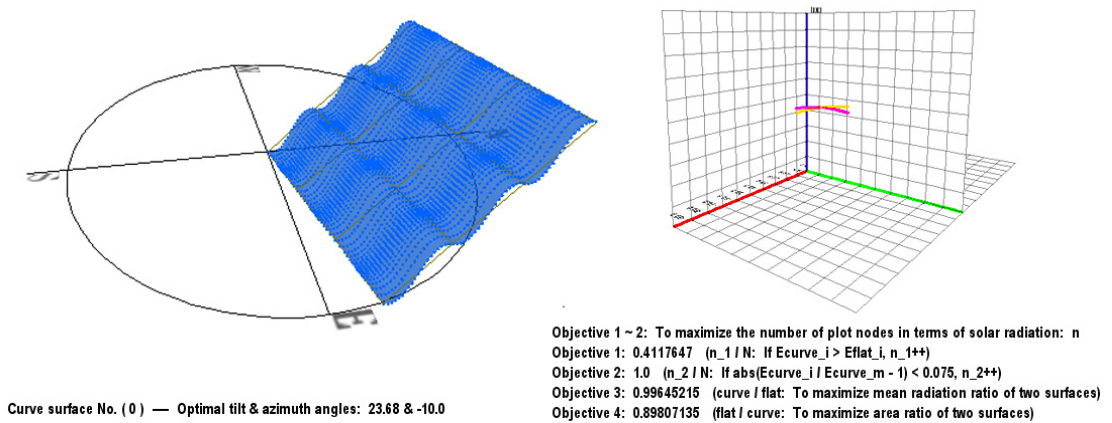 W
S
E
Objective 1 ~ 2: To maximize the number of plot nodes in terms of solar radiation: n
Objective 1: 0.4117647 (n_1 / N: If Ecurve_i > Eflat_i, n_1++)
Objective 2: 1.0 (n_2 / N: If abs(Ecurve_i / Ecurve_m - 1) < 0.075, n_2++)
Objective 3: 0.99645215 (curve / flat: To maximize mean radiation ratio of two surfaces)
Objective 4: 0.89807135 (flat / curve: To maximize area ratio of two surfaces)
Curve surface No. ( 0 ) — Optimal tilt & azimuth angles: 23.68 & -10.0